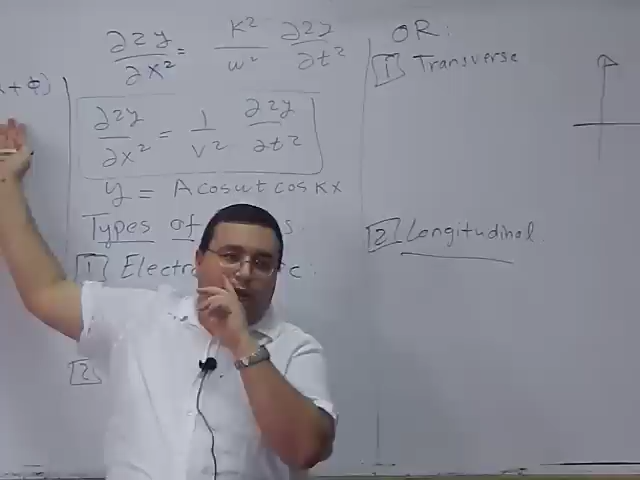 + φ)
∂2y/∂x² = K²/w² ∂2y/∂t²
∂2y/∂x² = 1/v² ∂2y/∂t²
y = A cos wt cos Kx
Types of
1 Electr c :
2
OR:
1 Transverse
2 Longitudinal